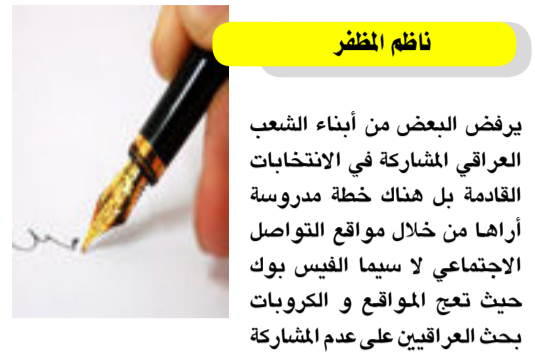 ناظم المظفر
يرفض البعض من أبناء الشعب
العراقي المشاركة في الانتخابات
القادمة بل هناك خطة مدروسة
أراها من خلال مواقع التواصل
الاجتماعي لا سيما الفيس بوك
حيث تعج المواقع و الكروبات
بحث العراقيين على عدم المشاركة